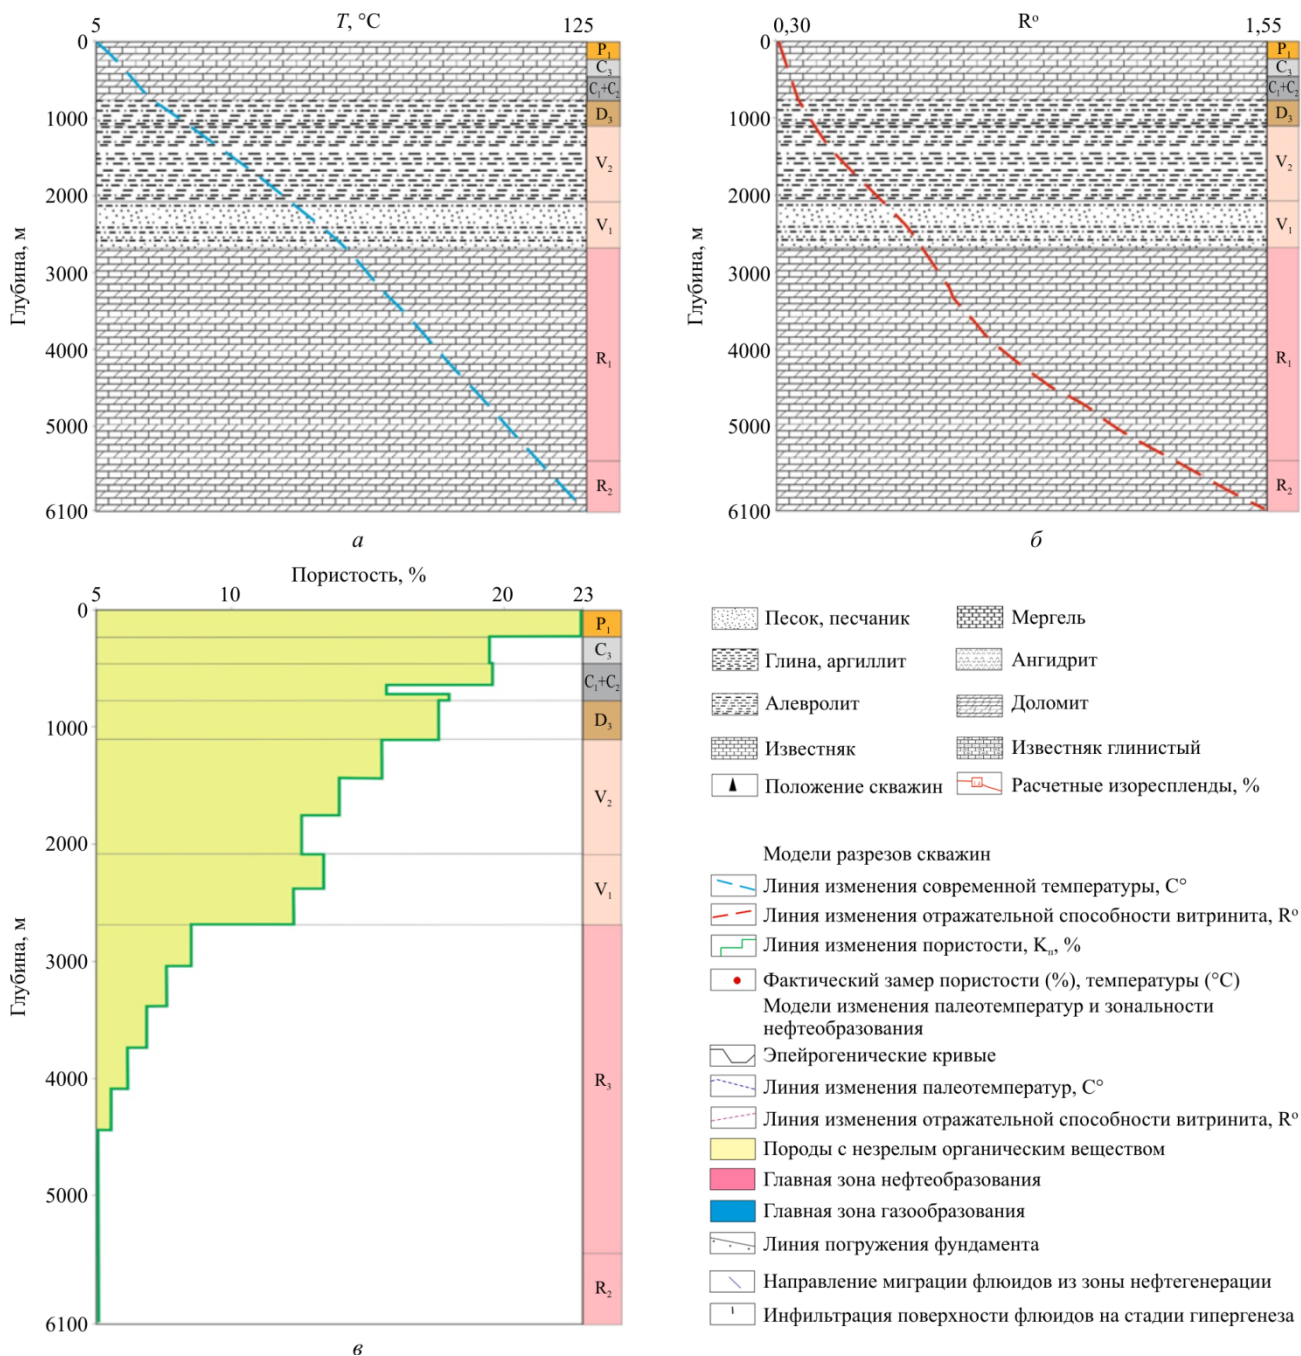 5 T, °C 125
0
1000
2000
3000
4000
5000
6100
Глубина, м
P₁
C₃
C₁+C₂
D₃
V₂
V₁
R₁
R₂
а
0,30 Rº 1,55
0
1000
2000
3000
4000
5000
6100
Глубина, м
P₁
C₃
C₁+C₂
D₃
V₂
V₁
R₁
R₂
б
Пористость, %
5 10 20 23
0
1000
2000
3000
4000
5000
6100
Глубина, м
P₁
C₃
C₁+C₂
D₃
V₂
V₁
R₃
R₂
в
Песок, песчаник
Мергель
Глина, аргиллит
Ангидрит
Алевролит
Доломит
Известняк
Известняк глинистый
Положение скважин
Расчетные изореспленды, %
Модели разрезов скважин
Линия изменения современной температуры, C°
Линия изменения отражательной способности витринита, Rº
Линия изменения пористости, Kп, %
Фактический замер пористости (%), температуры (°C)
Модели изменения палеотемператур и зональности
нефтеобразования
Эпейрогенические кривые
Линия изменения палеотемператур, C°
Линия изменения отражательной способности витринита, Rº
Породы с незрелым органическим веществом
Главная зона нефтеобразования
Главная зона газообразования
Линия погружения фундамента
Направление миграции флюидов из зоны нефтегенерации
Инфильтрация поверхности флюидов на стадии гипергенеза